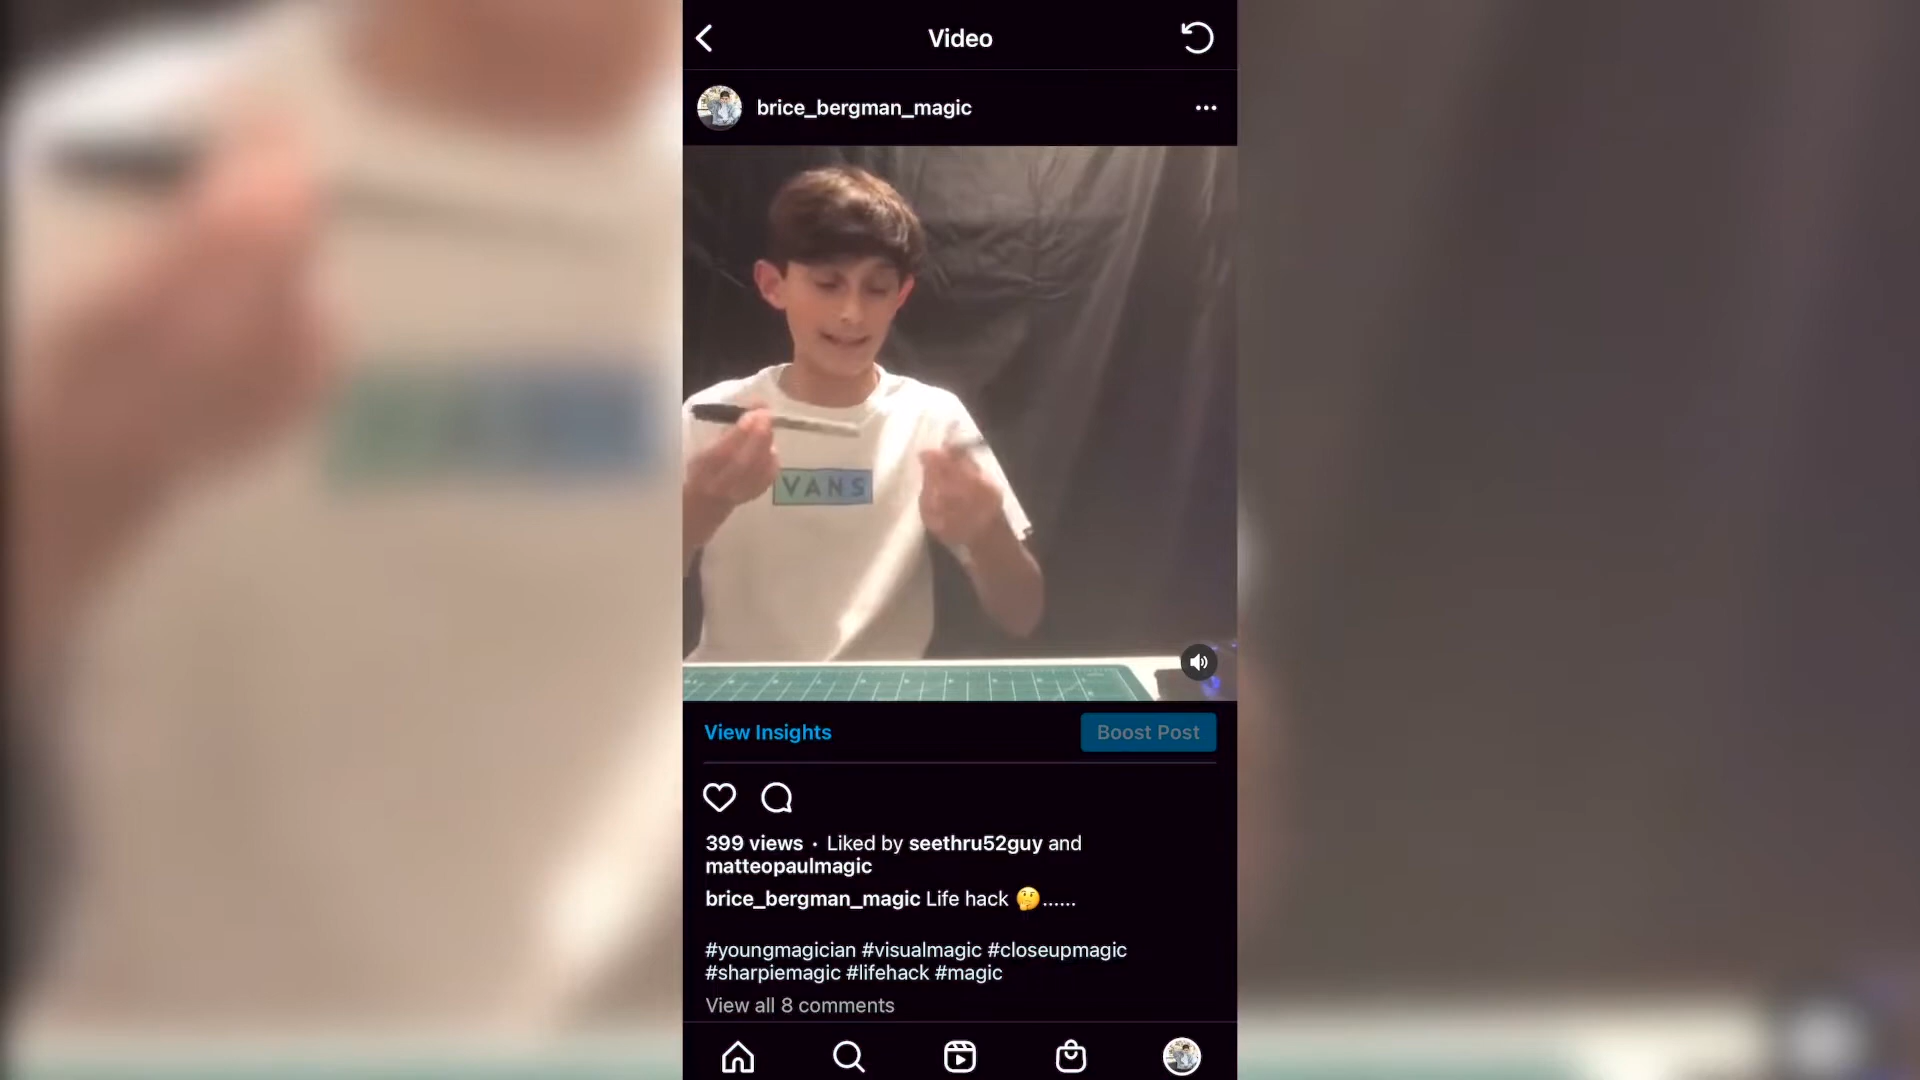 Video
brice_bergman_magic
VANS
View Insights
Boost Post
399 views · Liked by seethru52guy and
matteopaulmagic
brice_bergman_magic Life hack 🤔......
#youngmagician #visualmagic #closeupmagic
#sharpiemagic #lifehack #magic
View all 8 comments